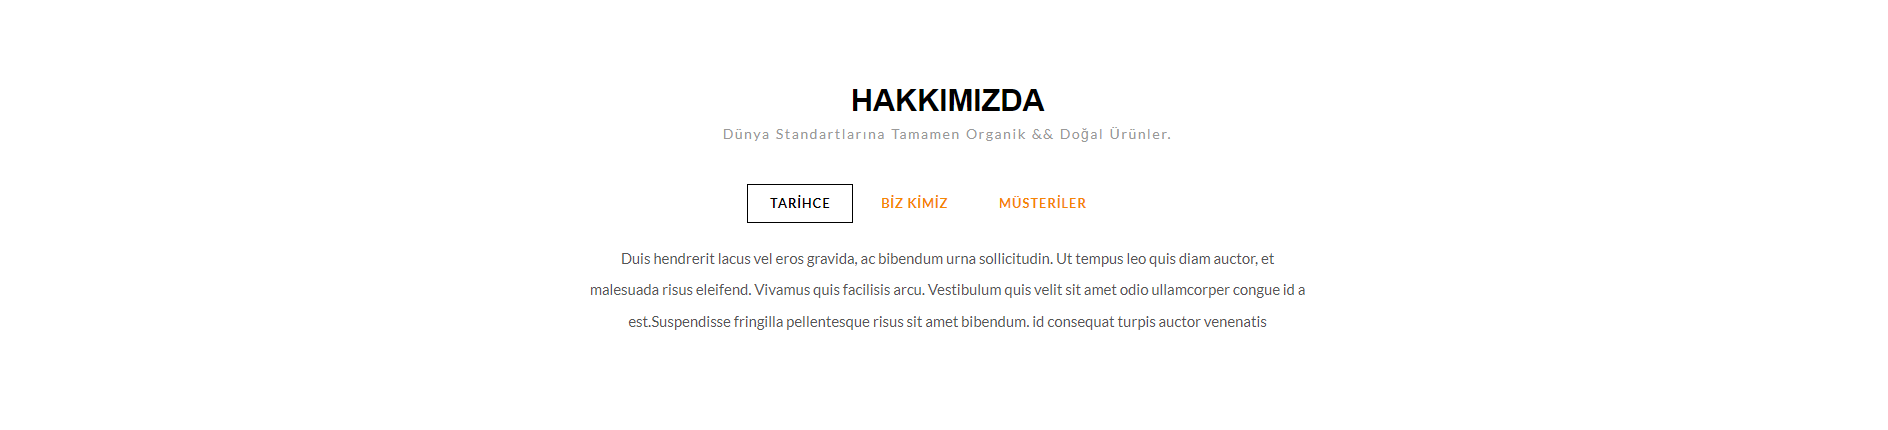 HAKKIMIZDA
Dünya Standartlarına Tamamen Organik && Doğal Ürünler.
TARİHCE BİZ KİMİZ MÜSTERİLER
Duis hendrerit lacus vel eros gravida, ac bibendum urna sollicitudin. Ut tempus leo quis diam auctor, et
malesuada risus eleifend. Vivamus quis facilisis arcu. Vestibulum quis velit sit amet odio ullamcorper congue id a
est.Suspendisse fringilla pellentesque risus sit amet bibendum. id consequat turpis auctor venenatis